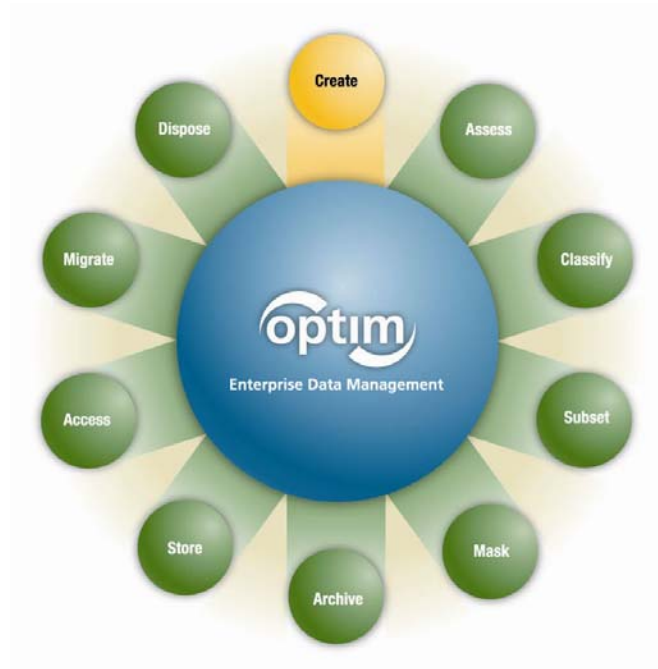 Create
Assess
Classify
Subset
Mask
Archive
Store
Access
Migrate
Dispose
optim
Enterprise Data Management